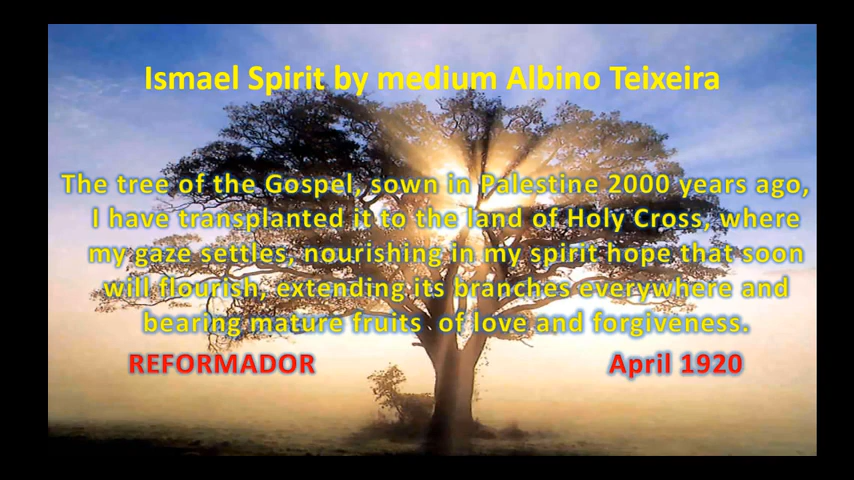 Ismael Spirit by medium Albino Teixeira
The tree of the Gospel, sown in Palestine 2000 years ago,
I have transplanted it to the land of Holy Cross, where
my gaze settles, nourishing in my spirit hope that soon
will flourish, extending its branches everywhere and
bearing mature fruits of love and forgiveness.
REFORMADOR April 1920